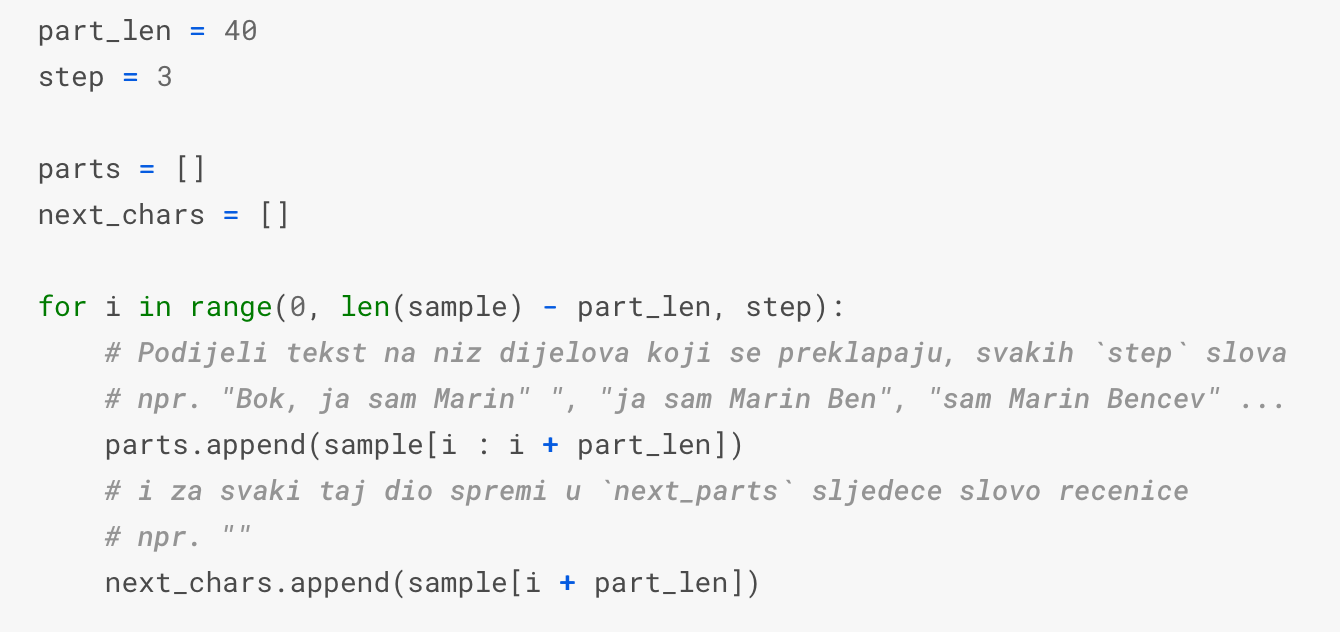 part_len = 40
step = 3
parts = []
next_chars = []
for i in range(0, len(sample) - part_len, step):
    # Podijeli tekst na niz dijelova koji se preklapaju, svakih `step` slova
    # npr. "Bok, ja sam Marin" ", "ja sam Marin Ben", "sam Marin Bencev" ...
    parts.append(sample[i : i + part_len])
    # i za svaki taj dio spremi u `next_parts` sljedece slovo recenice
    # npr. ""
    next_chars.append(sample[i + part_len])